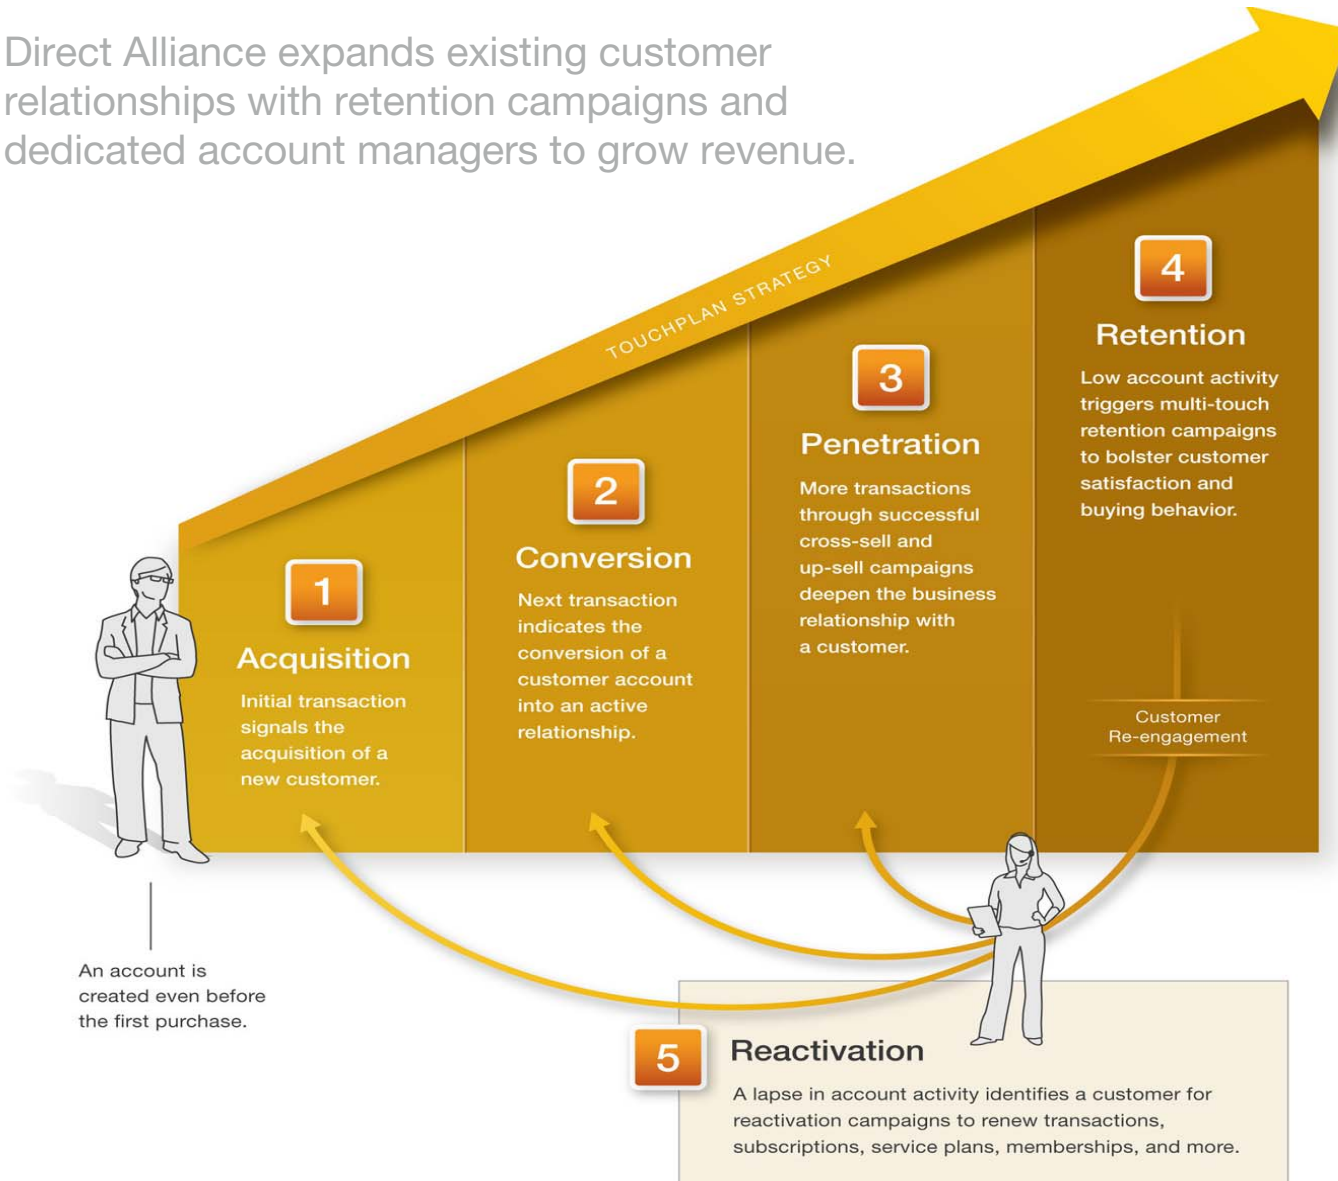 Direct Alliance expands existing customer
relationships with retention campaigns and
dedicated account managers to grow revenue.
TOUCHPLAN STRATEGY
1
Acquisition
Initial transaction
signals the
acquisition of a
new customer.
2
Conversion
Next transaction
indicates the
conversion of a
customer account
into an active
relationship.
3
Penetration
More transactions
through successful
cross-sell and
up-sell campaigns
deepen the business
relationship with
a customer.
4
Retention
Low account activity
triggers multi-touch
retention campaigns
to bolster customer
satisfaction and
buying behavior.
Customer
Re-engagement
An account is
created even before
the first purchase.
5
Reactivation
A lapse in account activity identifies a customer for
reactivation campaigns to renew transactions,
subscriptions, service plans, memberships, and more.